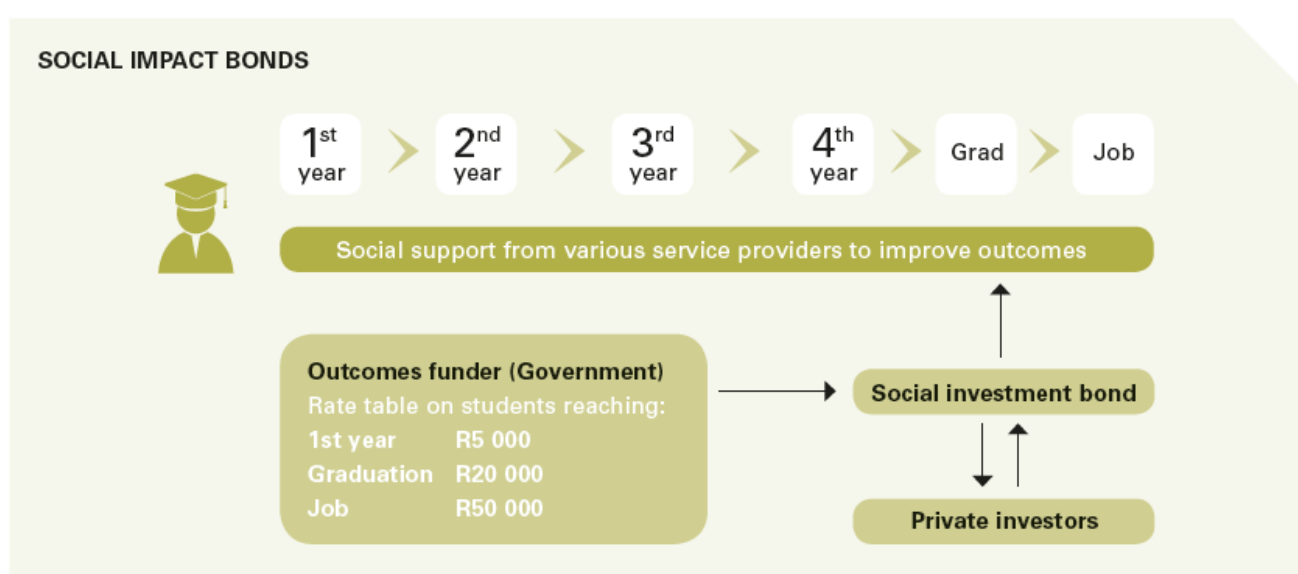 SOCIAL IMPACT BONDS
1st year
2nd year
3rd year
4th year
Grad
Job
Social support from various service providers to improve outcomes
Outcomes funder (Government)
Rate table on students reaching:
1st year R5 000
Graduation R20 000
Job R50 000
Social investment bond
Private investors